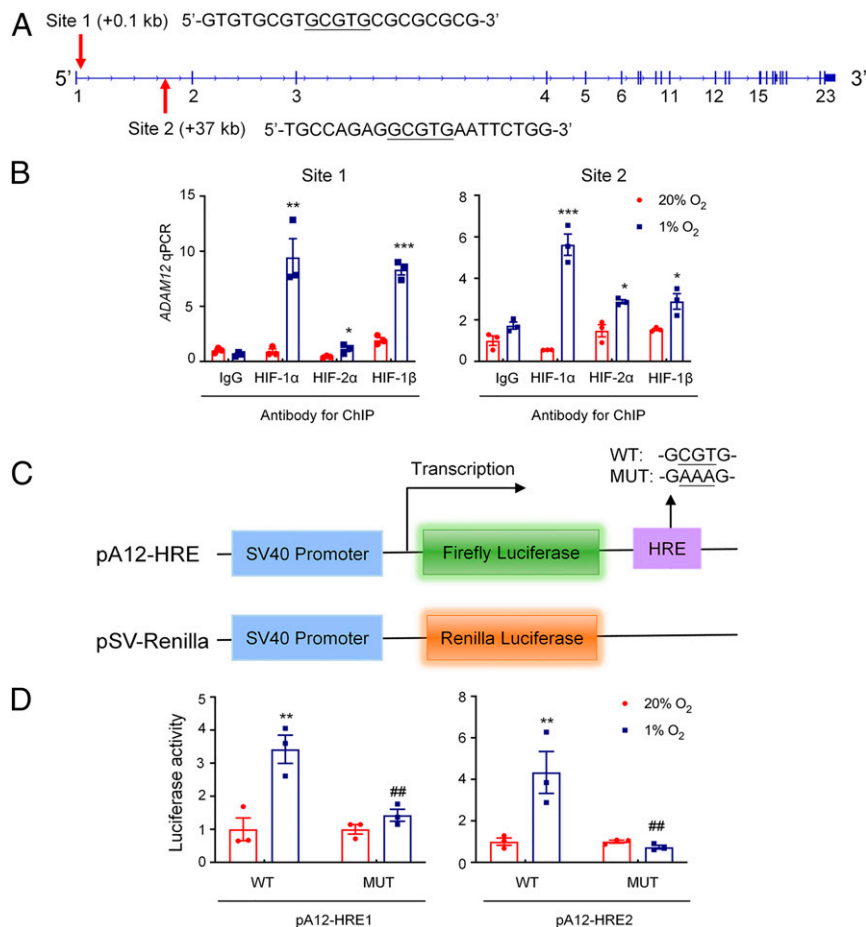 A
Site 1 (+0.1 kb) 5'-GTGTGCGTGCGTGCGCGCGCG-3'
5' 3'
1 2 3 4 5 6 11 12 15 23
Site 2 (+37 kb) 5'-TGCCAGAGGCGTGAATTCTGG-3'
B
Site 1
15
10
5
0
ADAM12 qPCR
**
*
***
IgG HIF-1α HIF-2α HIF-1β
Antibody for ChIP
Site 2
20% O2
1% O2
8
6
4
2
0
***
*
*
IgG HIF-1α HIF-2α HIF-1β
Antibody for ChIP
C
Transcription
WT: -GCGTG-
MUT: -GAAAG-
pA12-HRE SV40 Promoter Firefly Luciferase HRE
pSV-Renilla SV40 Promoter Renilla Luciferase
D
5
4
3
2
1
0
Luciferase activity
**
##
WT MUT
pA12-HRE1
20% O2
1% O2
8
6
4
2
0
**
##
WT MUT
pA12-HRE2